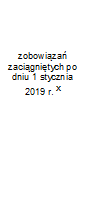 zobowiązań
zaciągniętych po
dniu 1 stycznia
2019 r. x